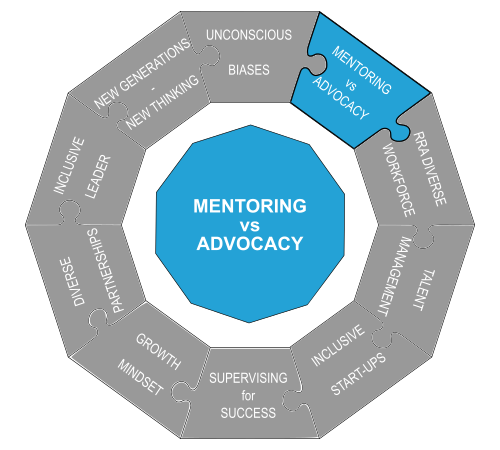 UNCONSCIOUS
BIASES
MENTORING
vs
ADVOCACY
RRA DIVERSE
WORKFORCE
TALENT
MANAGEMENT
INCLUSIVE
START-UPS
SUPERVISING
for
SUCCESS
GROWTH
MINDSET
DIVERSE
PARTNERSHIPS
INCLUSIVE
LEADER
NEW GENERATIONS
-
NEW THINKING
MENTORING
vs
ADVOCACY